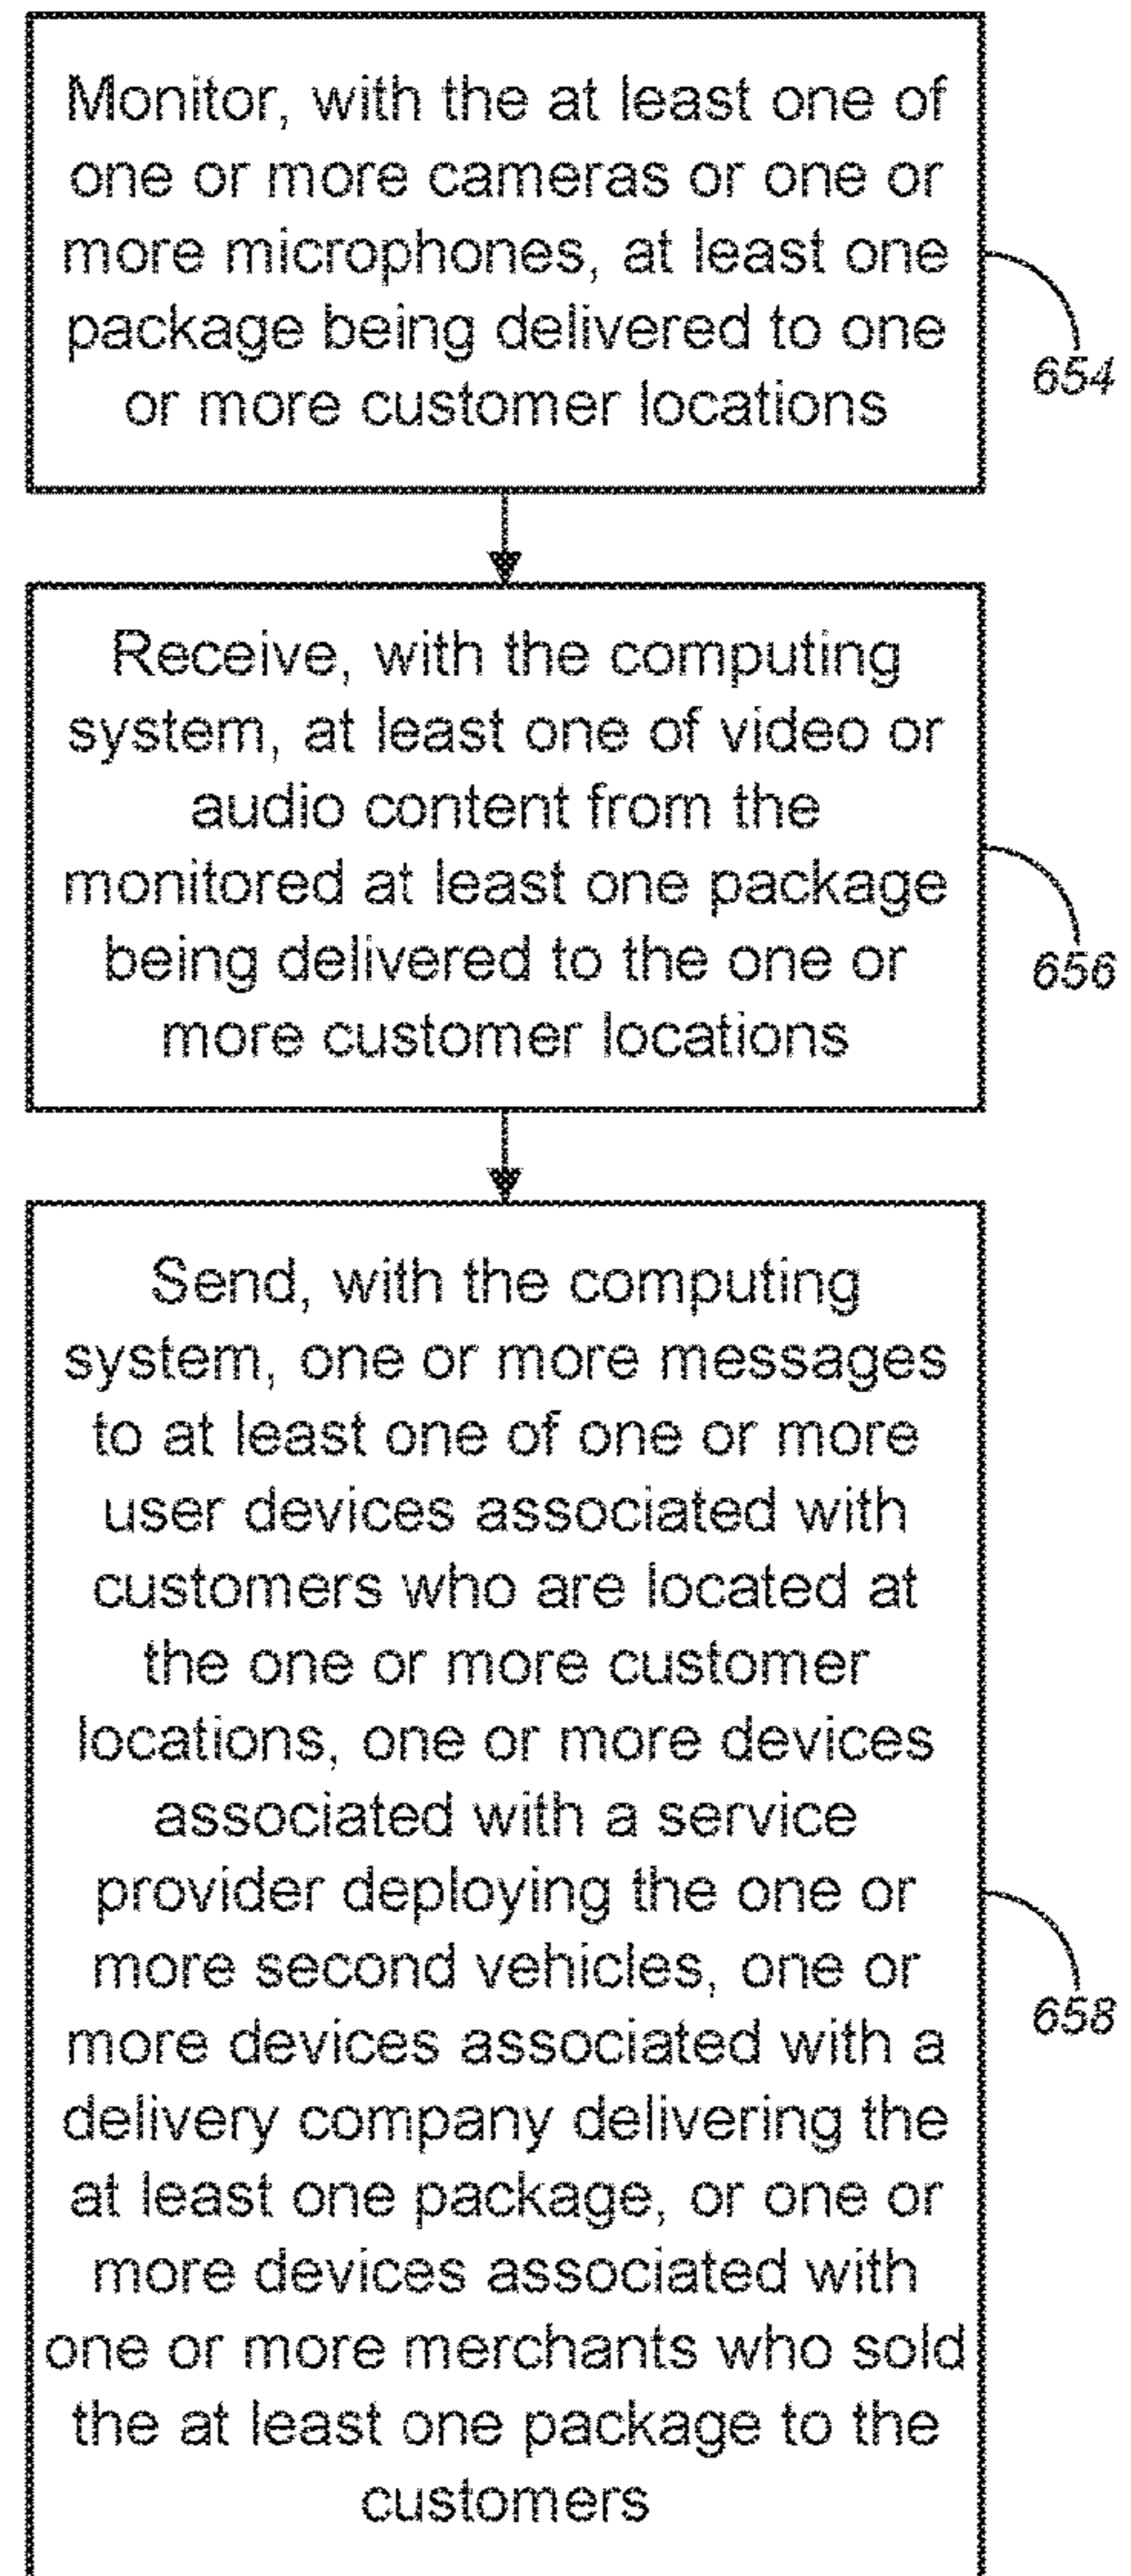 Monitor, with the at least one of
one or more cameras or one or
more microphones, at least one
package being delivered to one
or more customer locations
654
Receive, with the computing
system, at least one of video or
audio content from the
monitored at least one package
being delivered to the one or
more customer locations
656
Send, with the computing
system, one or more messages
to at least one of one or more
user devices associated with
customers who are located at
the one or more customer
locations, one or more devices
associated with a service
provider deploying the one or
more second vehicles, one or
more devices associated with a
delivery company delivering the
at least one package, or one or
more devices associated with
one or more merchants who sold
the at least one package to the
customers
658